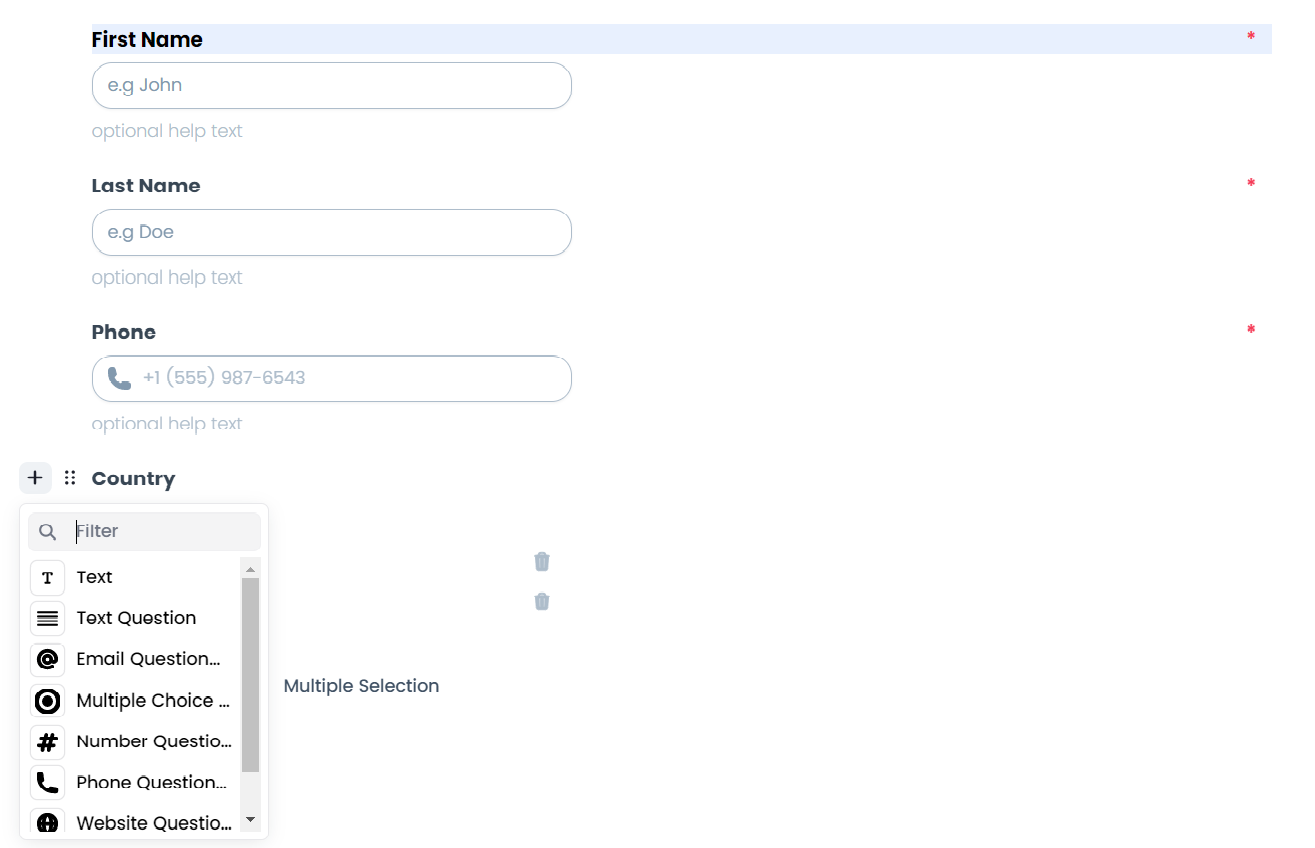 First Name *
e.g John
optional help text
Last Name *
e.g Doe
optional help text
Phone *
+1 (555) 987-6543
optional help text
Country
Filter
Text
Text Question
Email Question...
Multiple Selection
Multiple Choice ...
Number Questio...
Phone Question...
Website Questio...